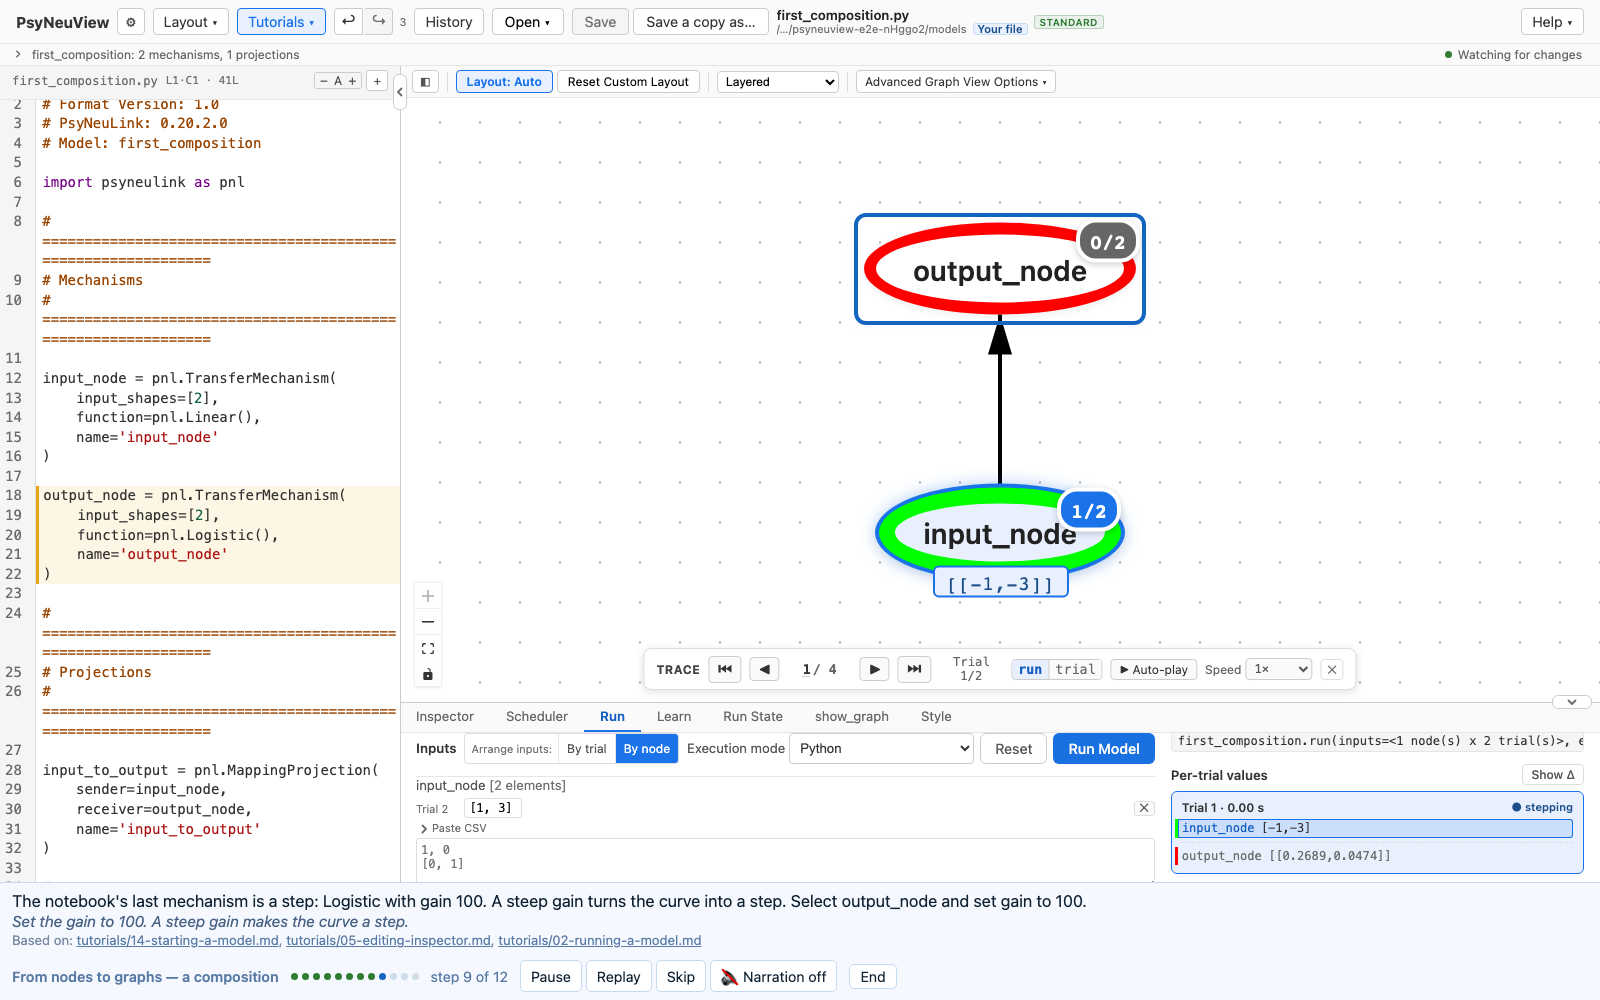 PsyNeuView ⚙ Layout ▾ Tutorials ▾ ↩ ↪ 3 History Open ▾ Save Save a copy as... first_composition.py
/.../psyneuview-e2e-nHggo2/models Your file STANDARD Help ▾
first_composition: 2 mechanisms, 1 projections Watching for changes
first_composition.py L1·C1 · 41L − A + +
Layout: Auto Reset Custom Layout Layered Advanced Graph View Options ▾
2 # Format Version: 1.0
3 # PsyNeuLink: 0.20.2.0
4 # Model: first_composition
5
6 import psyneulink as pnl
7
8 #
==========================================
====================
9 # Mechanisms
10 #
==========================================
====================
11
12 input_node = pnl.TransferMechanism(
13 input_shapes=[2],
14 function=pnl.Linear(),
15 name='input_node'
16 )
17
18 output_node = pnl.TransferMechanism(
19 input_shapes=[2],
20 function=pnl.Logistic(),
21 name='output_node'
22 )
23
24 #
==========================================
====================
25 # Projections
26 #
==========================================
====================
27
28 input_to_output = pnl.MappingProjection(
29 sender=input_node,
30 receiver=output_node,
31 name='input_to_output'
32 )
33
0/2
output_node
1/2
input_node
[[−1,−3]]
TRACE ⏮ ◀ 1 / 4 ▶ ⏭ Trial 1/2 run trial ▶ Auto-play Speed 1× ✕
Inspector Scheduler Run Learn Run State show_graph Style
Inputs Arrange inputs: By trial By node Execution mode Python Reset Run Model
input_node [2 elements]
Trial 2 [1, 3] ✕
Paste CSV
1, 0
[0, 1]
first_composition.run(inputs=<1 node(s) x 2 trial(s)>, e
Per-trial values Show Δ
Trial 1 · 0.00 s stepping
input_node [−1,−3]
output_node [[0.2689,0.0474]]
The notebook's last mechanism is a step: Logistic with gain 100. A steep gain turns the curve into a step. Select output_node and set gain to 100.
Set the gain to 100. A steep gain makes the curve a step.
Based on: tutorials/14-starting-a-model.md, tutorials/05-editing-inspector.md, tutorials/02-running-a-model.md
From nodes to graphs — a composition step 9 of 12 Pause Replay Skip Narration off End